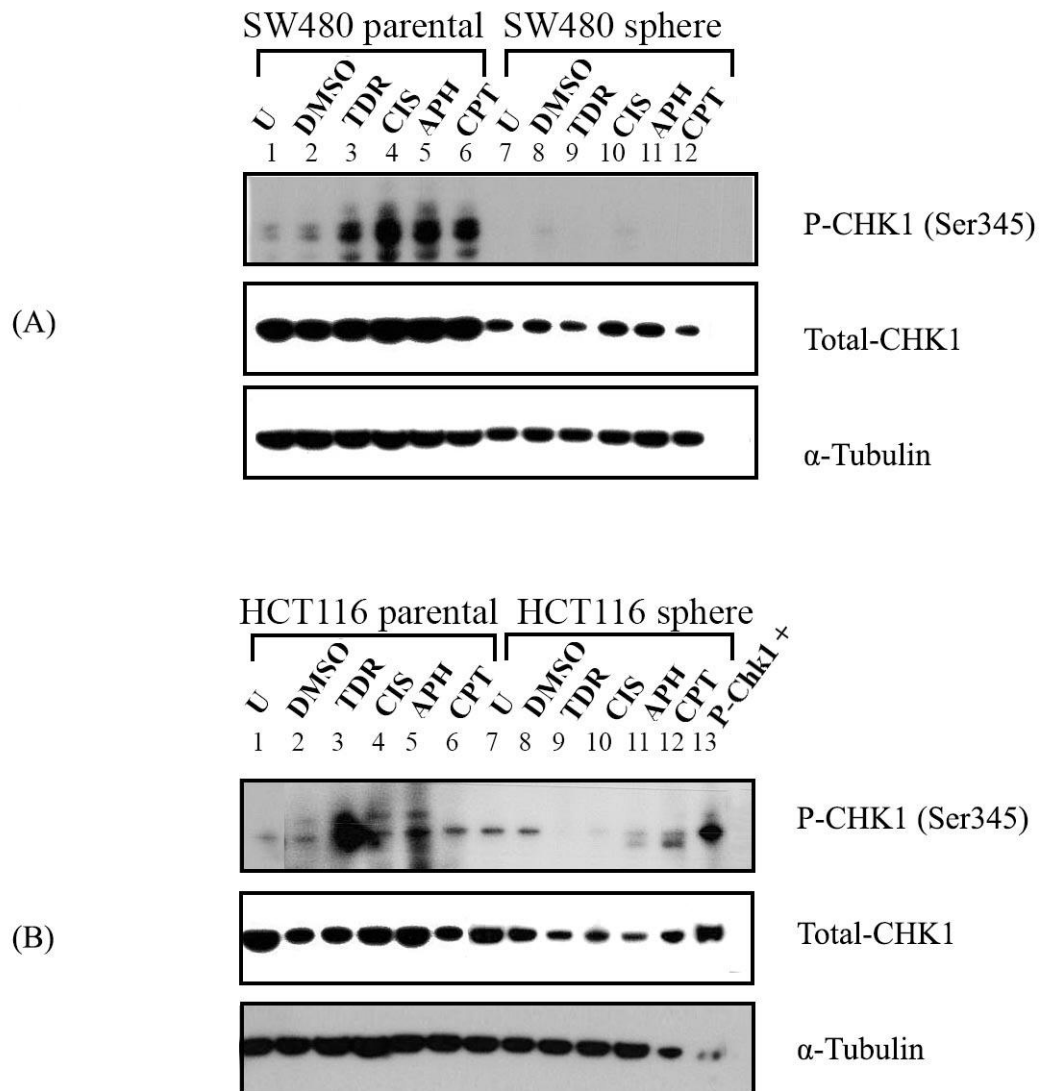 SW480 parental SW480 sphere
U DMSO TDR CIS APH CPT U DMSO TDR CIS APH CPT
1 2 3 4 5 6 7 8 9 10 11 12
P-CHK1 (Ser345)
(A)
Total-CHK1
α-Tubulin
HCT116 parental HCT116 sphere
U DMSO TDR CIS APH CPT U DMSO TDR CIS APH CPT P-Chk1 +
1 2 3 4 5 6 7 8 9 10 11 12 13
P-CHK1 (Ser345)
(B)
Total-CHK1
α-Tubulin